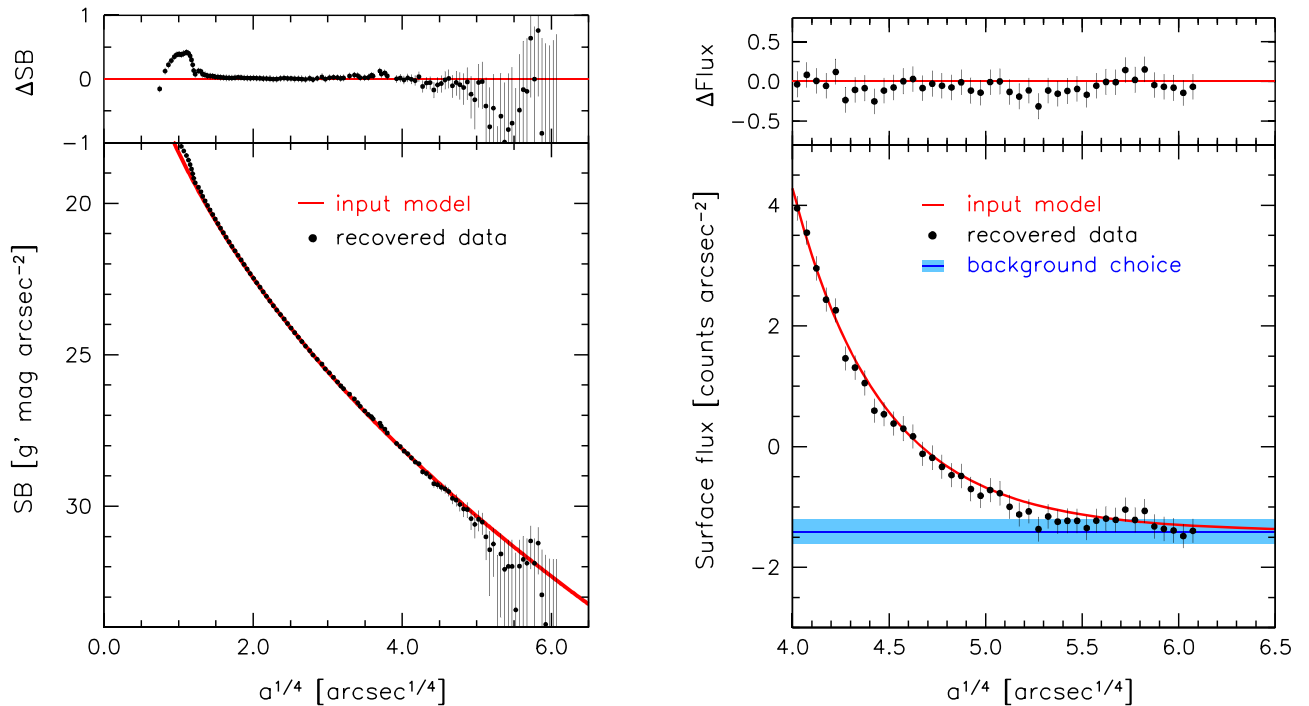 1
0
−1
ΔSB
20
25
30
SB [g' mag arcsec⁻²]
input model
recovered data
0.0 2.0 4.0 6.0
a^1/4 [arcsec^1/4]
0.5
0.0
−0.5
ΔFlux
4
2
0
−2
Surface flux [counts arcsec⁻²]
input model
recovered data
background choice
4.0 4.5 5.0 5.5 6.0 6.5
a^1/4 [arcsec^1/4]